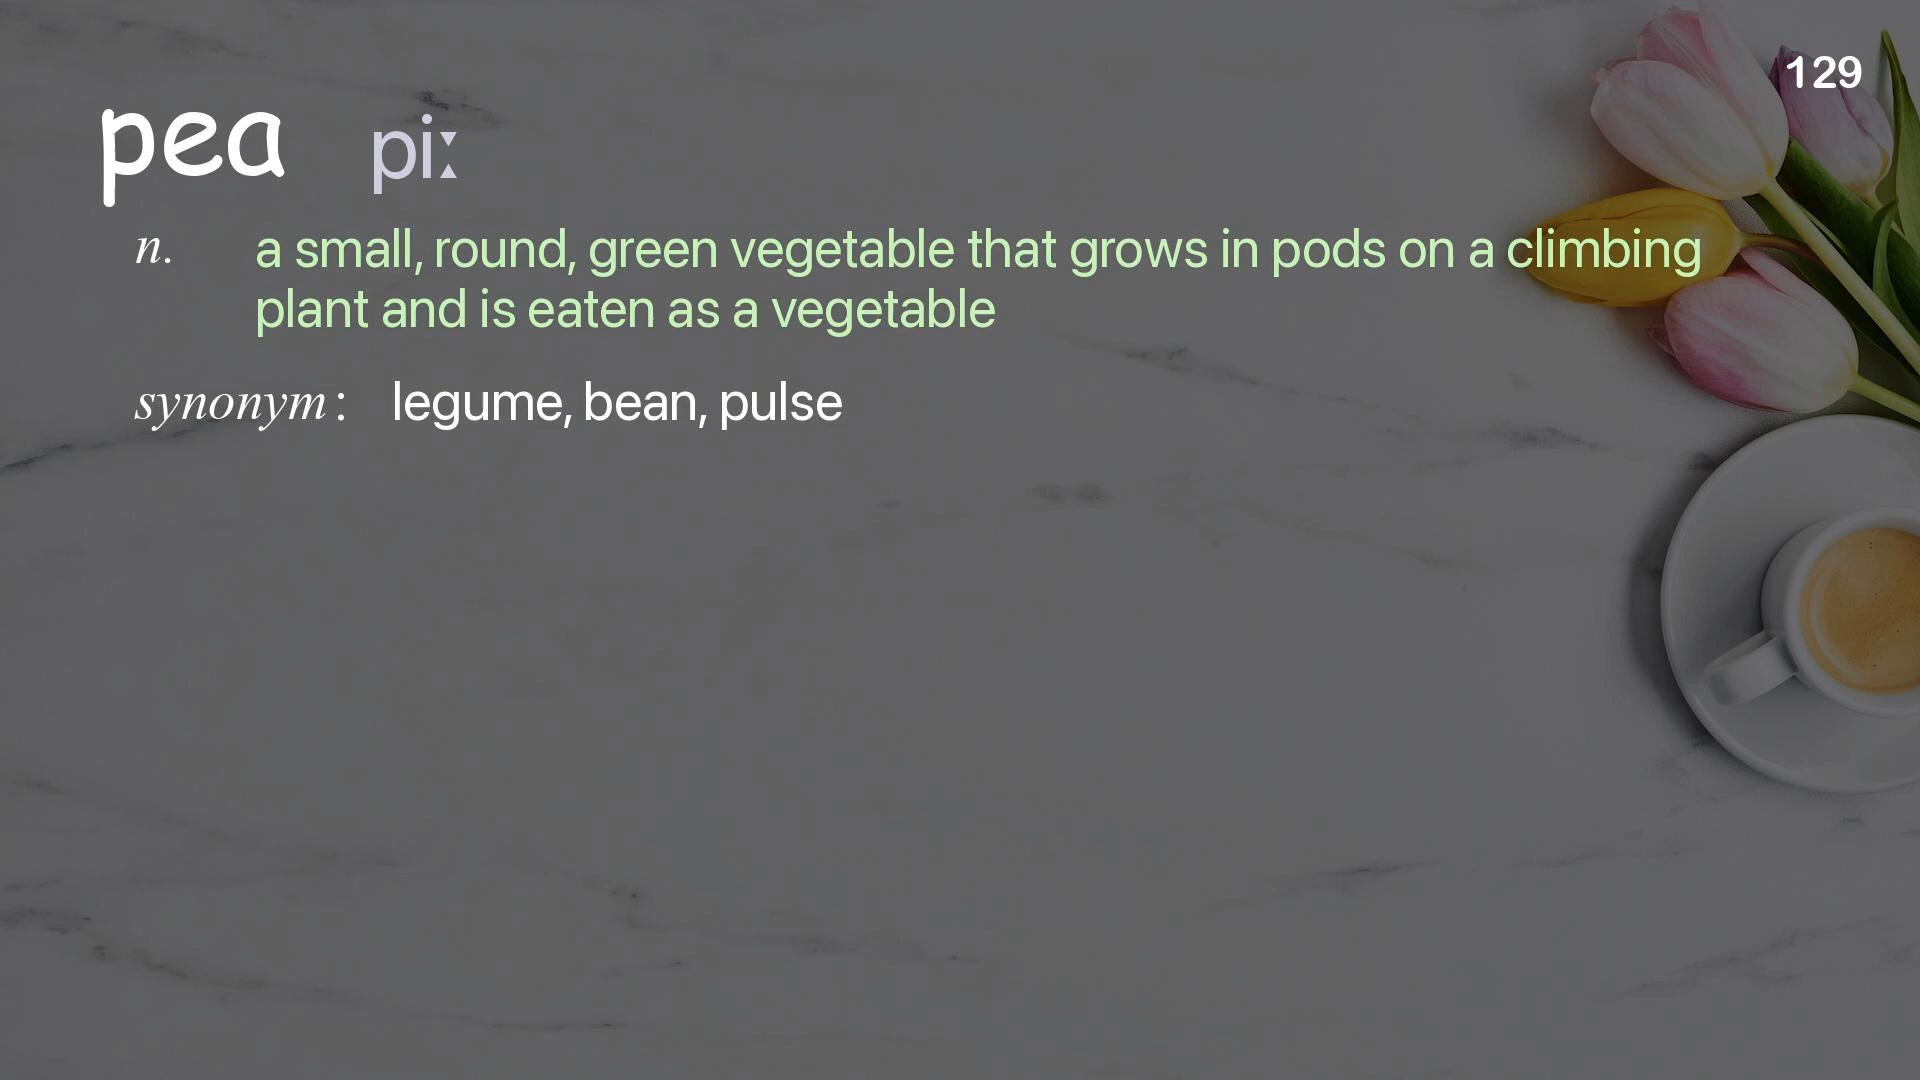 129
pea piː
n. a small, round, green vegetable that grows in pods on a climbing
plant and is eaten as a vegetable
synonym: legume, bean, pulse